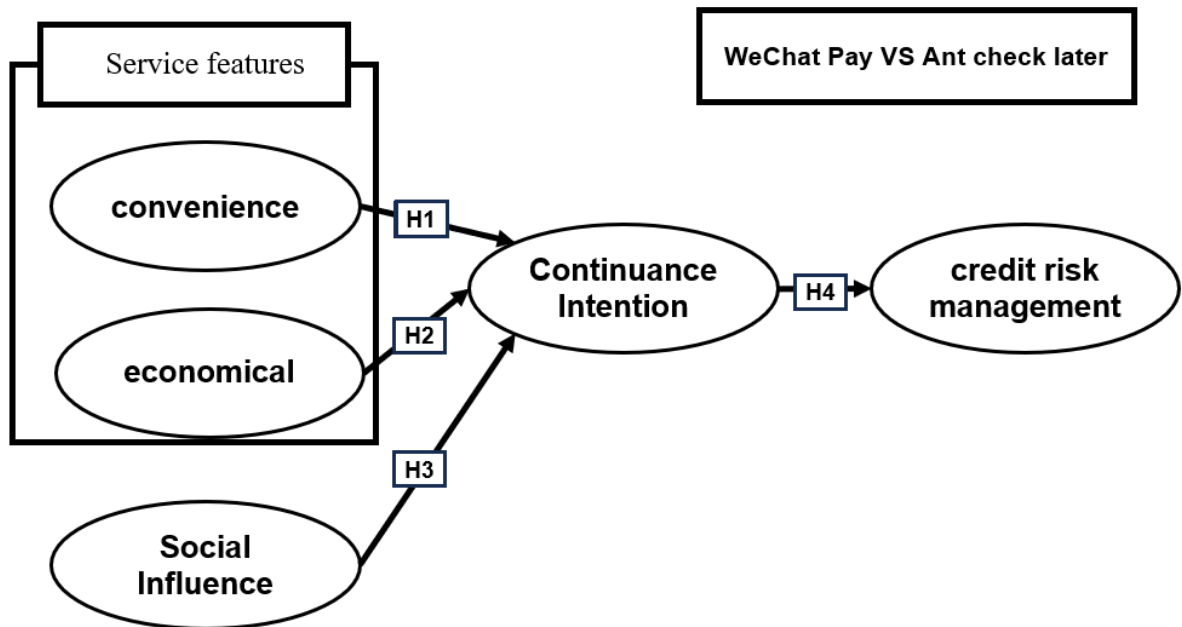 Service features
WeChat Pay VS Ant check later
convenience
H1
Continuance
Intention
H4
credit risk
management
H2
economical
H3
Social
Influence